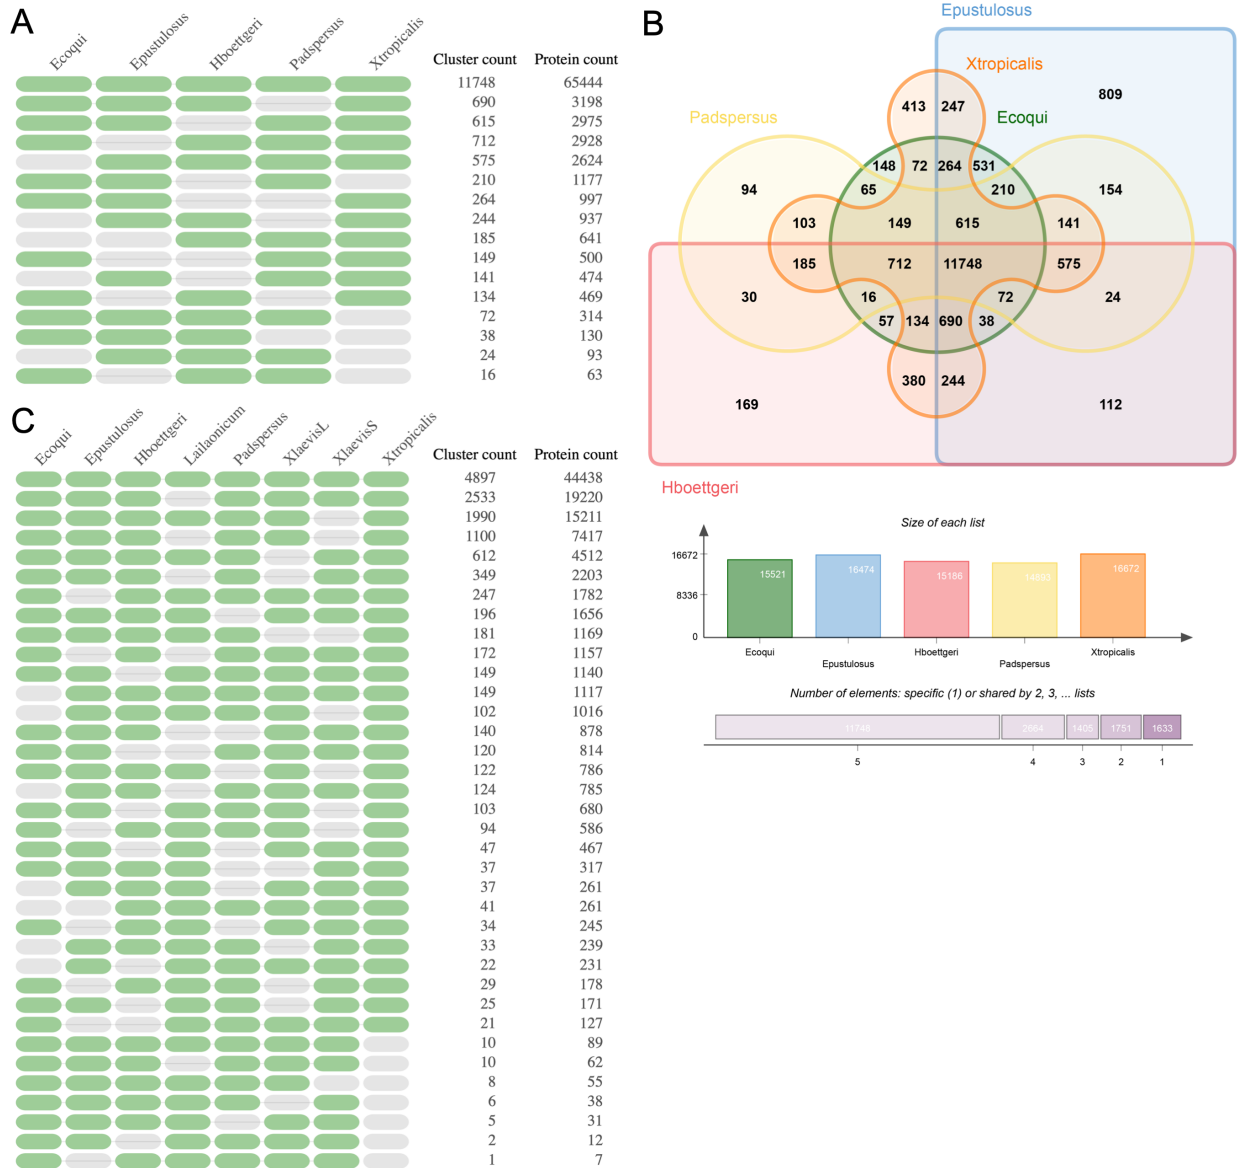 A
Ecoqui Epustulosus Hboettgeri Padspersus Xtropicalis
Cluster count Protein count
11748 65444
690 3198
615 2975
712 2928
575 2624
210 1177
264 997
244 937
185 641
149 500
141 474
134 469
72 314
38 130
24 93
16 63
B
Epustulosus
Xtropicalis
Padspersus
Ecoqui
413 247 809
148 72 264 531
94 65 210 154
103 149 615 141
185 712 11748 575
30 16 72 24
57 134 690 38
380 244
169 112
Hboettgeri
Size of each list
16672
8336
0
15521 16474 15186 14893 16672
Ecoqui Epustulosus Hboettgeri Padspersus Xtropicalis
Number of elements: specific (1) or shared by 2, 3, ... lists
11748 2664 1405 1751 1633
5 4 3 2 1
C
Ecoqui Epustulosus Hboettgeri Lailaonicum Padspersus XlaevisL XlaevisS Xtropicalis
Cluster count Protein count
4897 44438
2533 19220
1990 15211
1100 7417
612 4512
349 2203
247 1782
196 1656
181 1169
172 1157
149 1140
149 1117
102 1016
140 878
120 814
122 786
124 785
103 680
94 586
47 467
37 317
37 261
41 261
34 245
33 239
22 231
29 178
25 171
21 127
10 89
10 62
8 55
6 38
5 31
2 12
1 7